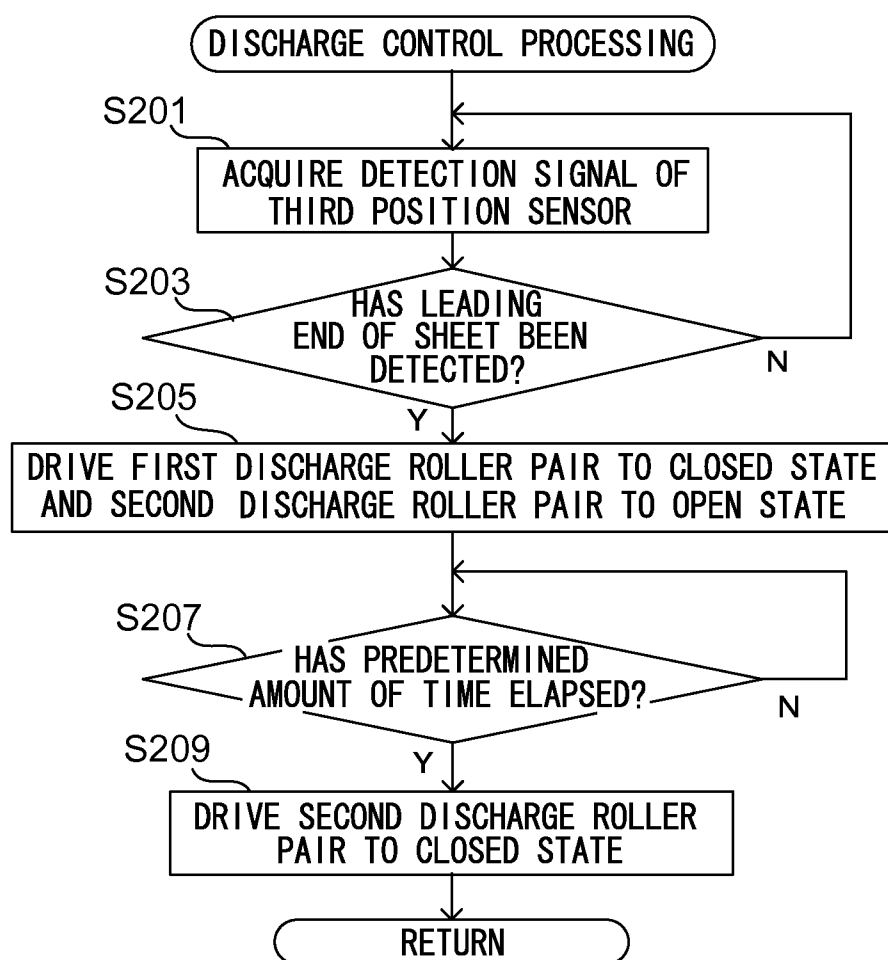 DISCHARGE CONTROL PROCESSING
S201
ACQUIRE DETECTION SIGNAL OF
THIRD POSITION SENSOR
S203
HAS LEADING
END OF SHEET BEEN
DETECTED?
N
Y
S205
DRIVE FIRST DISCHARGE ROLLER PAIR TO CLOSED STATE
AND SECOND DISCHARGE ROLLER PAIR TO OPEN STATE
S207
HAS PREDETERMINED
AMOUNT OF TIME ELAPSED?
N
Y
S209
DRIVE SECOND DISCHARGE ROLLER
PAIR TO CLOSED STATE
RETURN